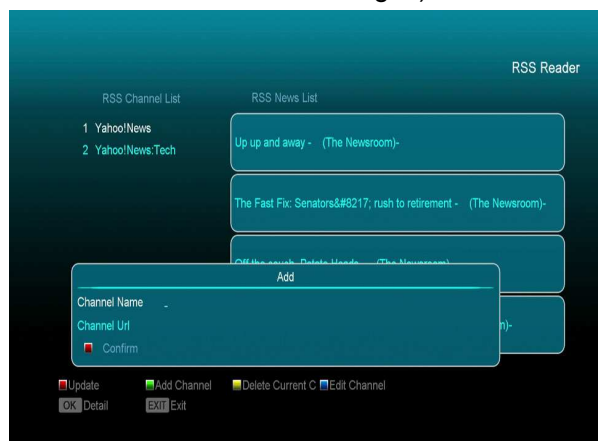 RSS Reader
RSS Channel List
RSS News List
1 Yahoo!News
2 Yahoo!News:Tech
Up up and away - (The Newsroom)-
The Fast Fix: Senators&#8217; rush to retirement - (The Newsroom)-
Add
Channel Name _
Channel Url
n)-
Confirm
Update Add Channel Delete Current C Edit Channel
OK Detail EXIT Exit